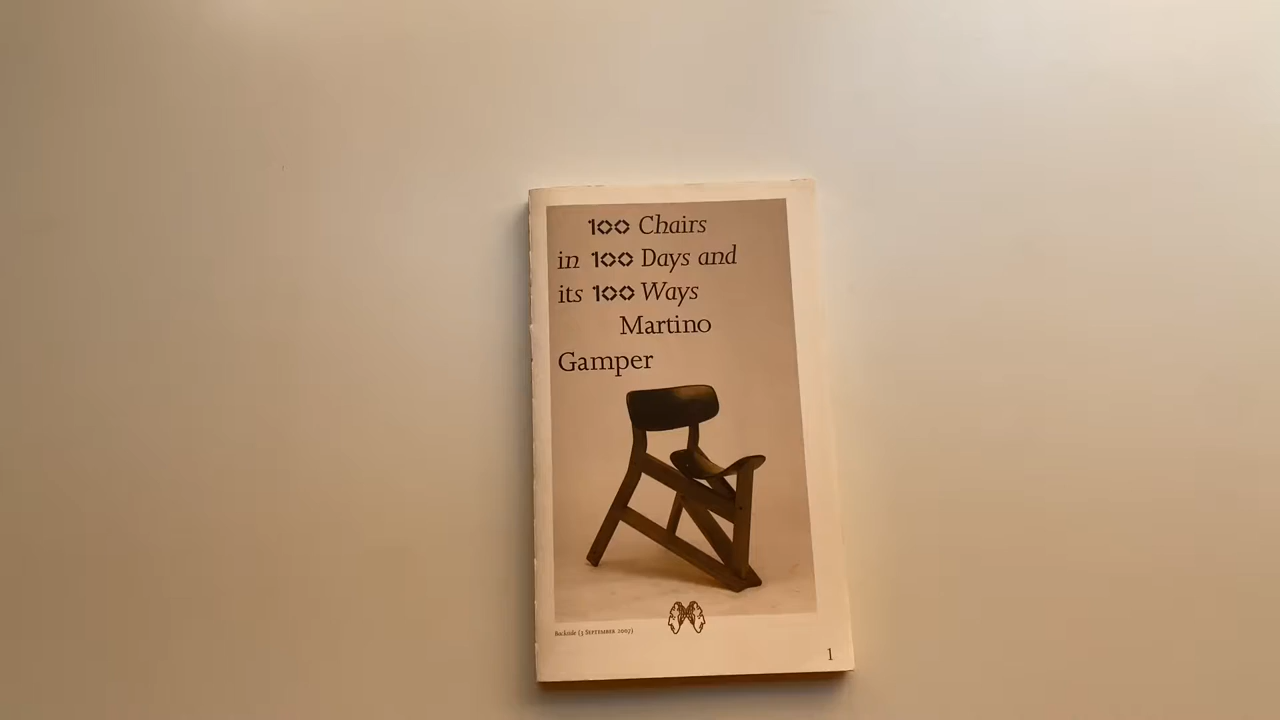 100 Chairs
in 100 Days and
its 100 Ways
Martino
Gamper
Backside (3 September 2007)
1